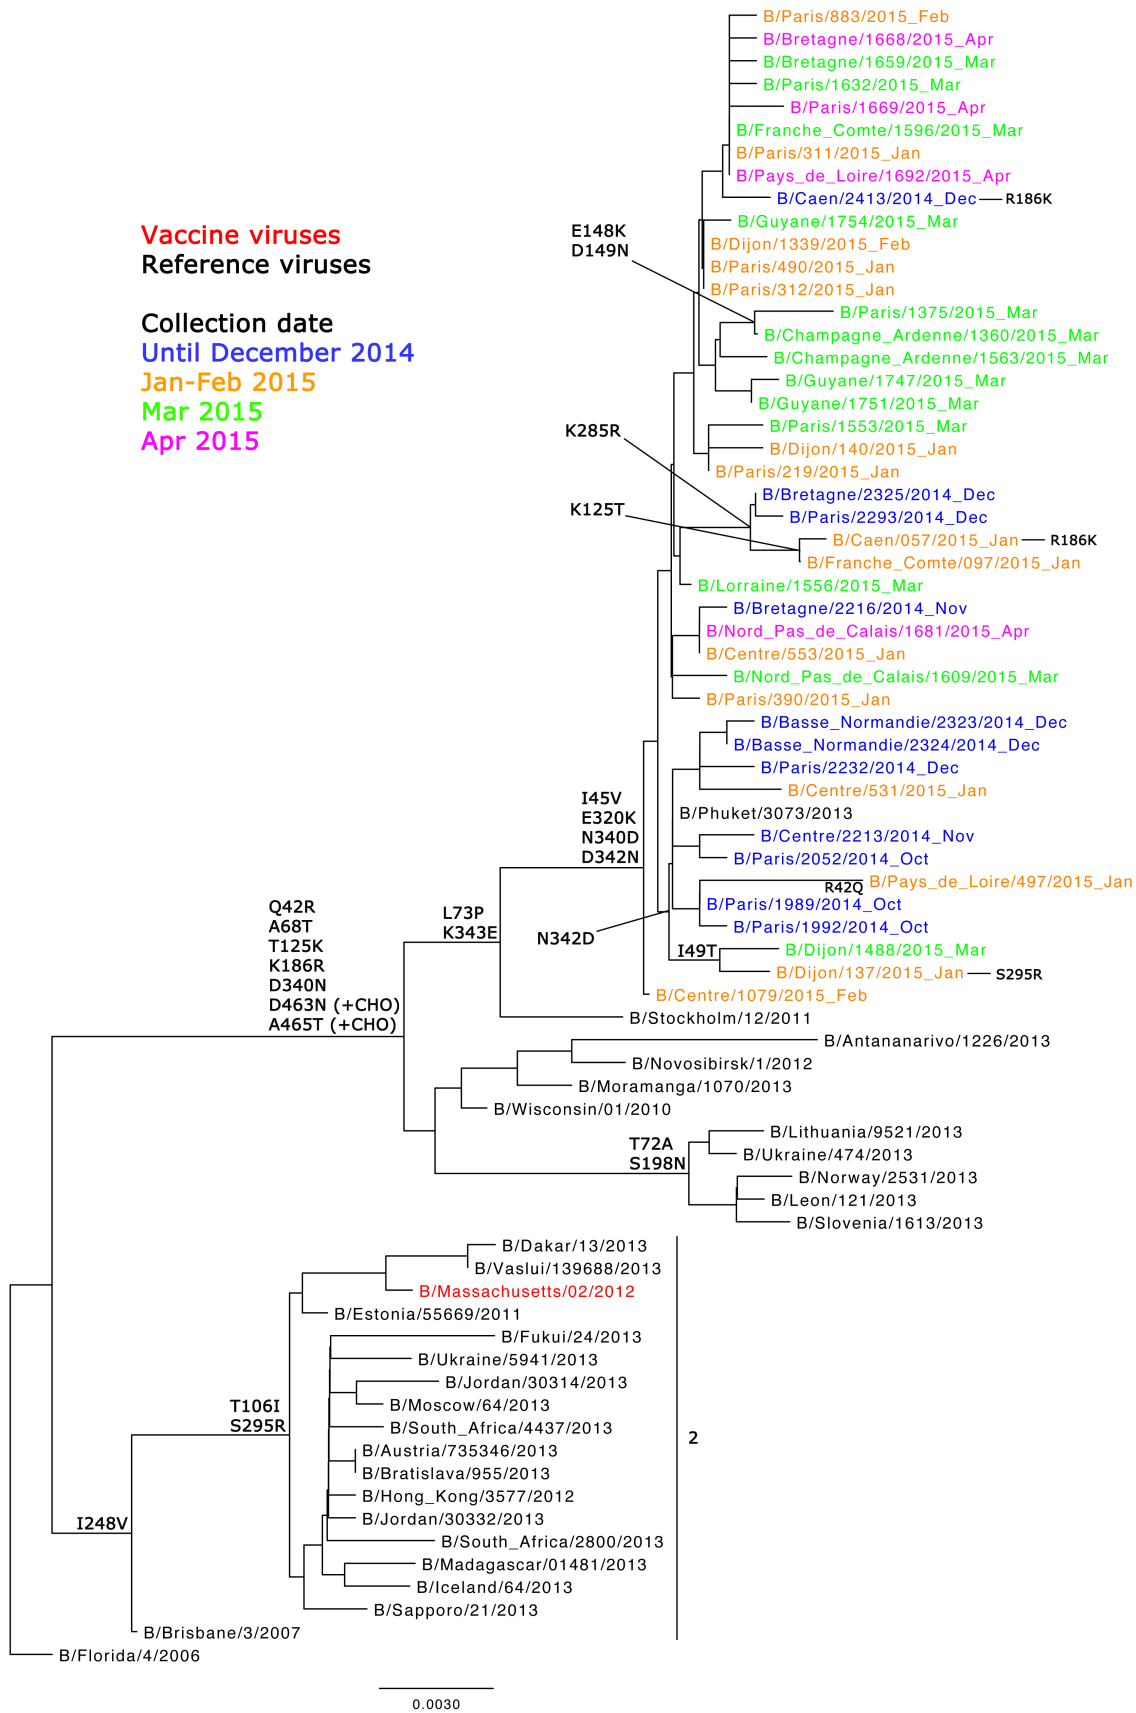 B/Paris/883/2015_Feb
B/Bretagne/1668/2015_Apr
B/Bretagne/1659/2015_Mar
B/Paris/1632/2015_Mar
B/Paris/1669/2015_Apr
B/Franche_Comte/1596/2015_Mar
B/Paris/311/2015_Jan
B/Pays_de_Loire/1692/2015_Apr
B/Caen/2413/2014_Dec R186K
B/Guyane/1754/2015_Mar
B/Dijon/1339/2015_Feb
B/Paris/490/2015_Jan
B/Paris/312/2015_Jan
B/Paris/1375/2015_Mar
B/Champagne_Ardenne/1360/2015_Mar
B/Champagne_Ardenne/1563/2015_Mar
B/Guyane/1747/2015_Mar
B/Guyane/1751/2015_Mar
B/Paris/1553/2015_Mar
B/Dijon/140/2015_Jan
B/Paris/219/2015_Jan
B/Bretagne/2325/2014_Dec
B/Paris/2293/2014_Dec
B/Caen/057/2015_Jan R186K
B/Franche_Comte/097/2015_Jan
B/Lorraine/1556/2015_Mar
B/Bretagne/2216/2014_Nov
B/Nord_Pas_de_Calais/1681/2015_Apr
B/Centre/553/2015_Jan
B/Nord_Pas_de_Calais/1609/2015_Mar
B/Paris/390/2015_Jan
B/Basse_Normandie/2323/2014_Dec
B/Basse_Normandie/2324/2014_Dec
B/Paris/2232/2014_Dec
B/Centre/531/2015_Jan
B/Phuket/3073/2013
B/Centre/2213/2014_Nov
B/Paris/2052/2014_Oct
B/Pays_de_Loire/497/2015_Jan
R42Q
B/Paris/1989/2014_Oct
B/Paris/1992/2014_Oct
B/Dijon/1488/2015_Mar
B/Dijon/137/2015_Jan S295R
B/Centre/1079/2015_Feb
B/Stockholm/12/2011
B/Antananarivo/1226/2013
B/Novosibirsk/1/2012
B/Moramanga/1070/2013
B/Wisconsin/01/2010
B/Lithuania/9521/2013
B/Ukraine/474/2013
B/Norway/2531/2013
B/Leon/121/2013
B/Slovenia/1613/2013
B/Dakar/13/2013
B/Vaslui/139688/2013
B/Massachusetts/02/2012
B/Estonia/55669/2011
B/Fukui/24/2013
B/Ukraine/5941/2013
B/Jordan/30314/2013
B/Moscow/64/2013
B/South_Africa/4437/2013
B/Austria/735346/2013
B/Bratislava/955/2013
B/Hong_Kong/3577/2012
B/Jordan/30332/2013
B/South_Africa/2800/2013
B/Madagascar/01481/2013
B/Iceland/64/2013
B/Sapporo/21/2013
B/Brisbane/3/2007
B/Florida/4/2006
Vaccine viruses
Reference viruses
Collection date
Until December 2014
Jan-Feb 2015
Mar 2015
Apr 2015
E148K
D149N
K285R
K125T
I45V
E320K
N340D
D342N
L73P
K343E
N342D
I49T
Q42R
A68T
T125K
K186R
D340N
D463N (+CHO)
A465T (+CHO)
T72A
S198N
T106I
S295R
I248V
2
0.0030